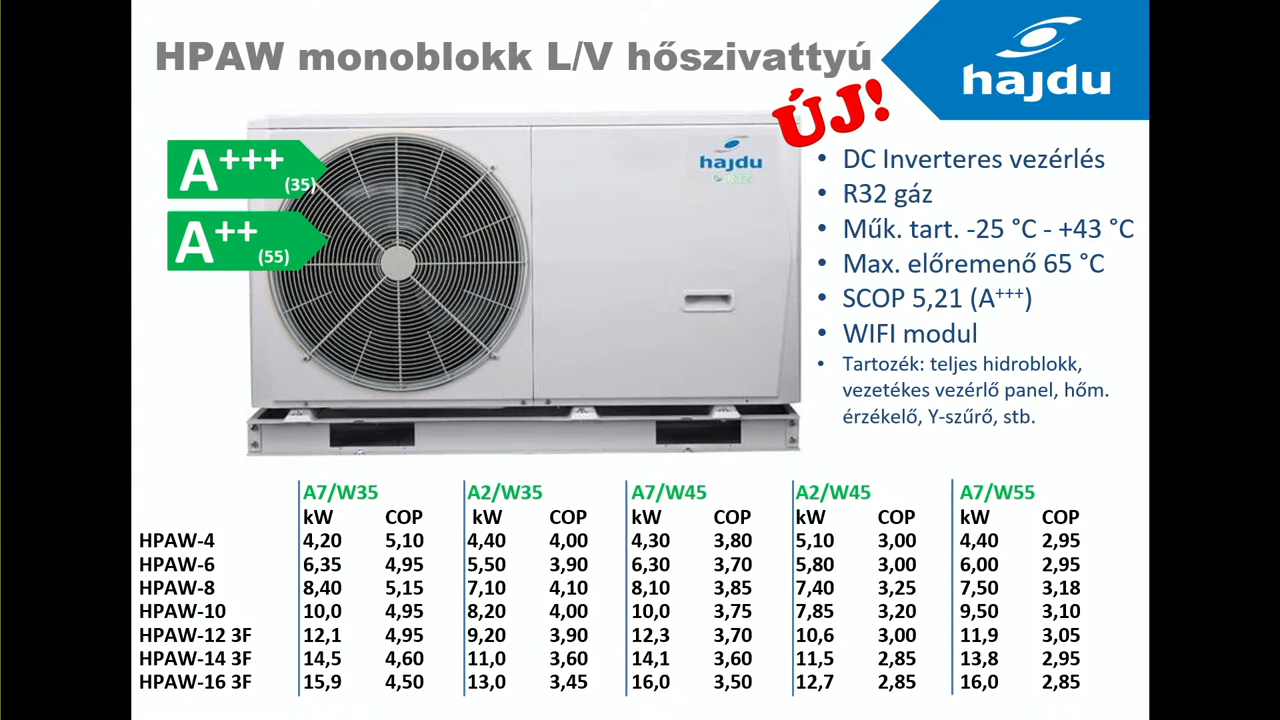 HPAW monoblokk L/V hőszivattyú
hajdu
ÚJ!
A+++ (35)
A++ (55)
hajdu
R32
• DC Inverteres vezérlés
• R32 gáz
• Műk. tart. -25 °C - +43 °C
• Max. előremenő 65 °C
• SCOP 5,21 (A+++)
• WIFI modul
• Tartozék: teljes hidroblokk,
vezetékes vezérlő panel, hőm.
érzékelő, Y-szűrő, stb.
A7/W35 A2/W35 A7/W45 A2/W45 A7/W55
kW COP kW COP kW COP kW COP kW COP
HPAW-4 4,20 5,10 4,40 4,00 4,30 3,80 5,10 3,00 4,40 2,95
HPAW-6 6,35 4,95 5,50 3,90 6,30 3,70 5,80 3,00 6,00 2,95
HPAW-8 8,40 5,15 7,10 4,10 8,10 3,85 7,40 3,25 7,50 3,18
HPAW-10 10,0 4,95 8,20 4,00 10,0 3,75 7,85 3,20 9,50 3,10
HPAW-12 3F 12,1 4,95 9,20 3,90 12,3 3,70 10,6 3,00 11,9 3,05
HPAW-14 3F 14,5 4,60 11,0 3,60 14,1 3,60 11,5 2,85 13,8 2,95
HPAW-16 3F 15,9 4,50 13,0 3,45 16,0 3,50 12,7 2,85 16,0 2,85